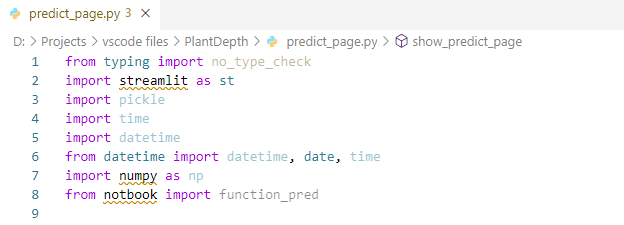 predict_page.py 3 ×
D: > Projects > vscode files > PlantDepth > predict_page.py > show_predict_page
1 from typing import no_type_check
2 import streamlit as st
3 import pickle
4 import time
5 import datetime
6 from datetime import datetime, date, time
7 import numpy as np
8 from notbook import function_pred
9